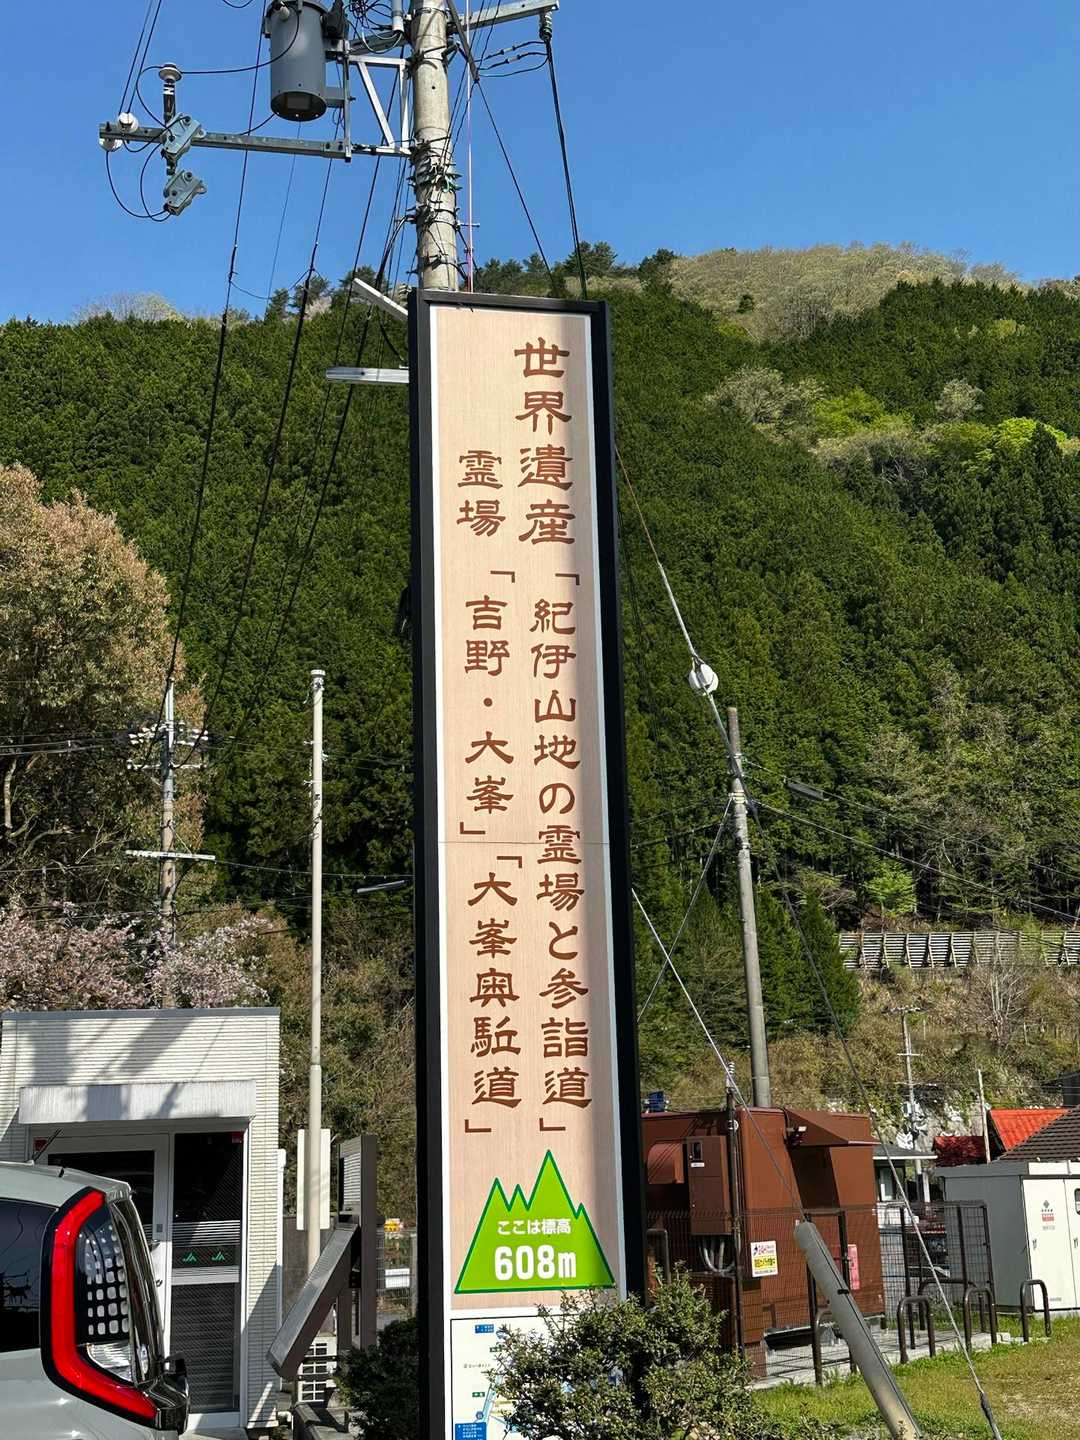 世界遺産「紀伊山地の霊場と参詣道」
霊場「吉野・大峯」「大峯奥駈道」
ここは標高
608m
JA